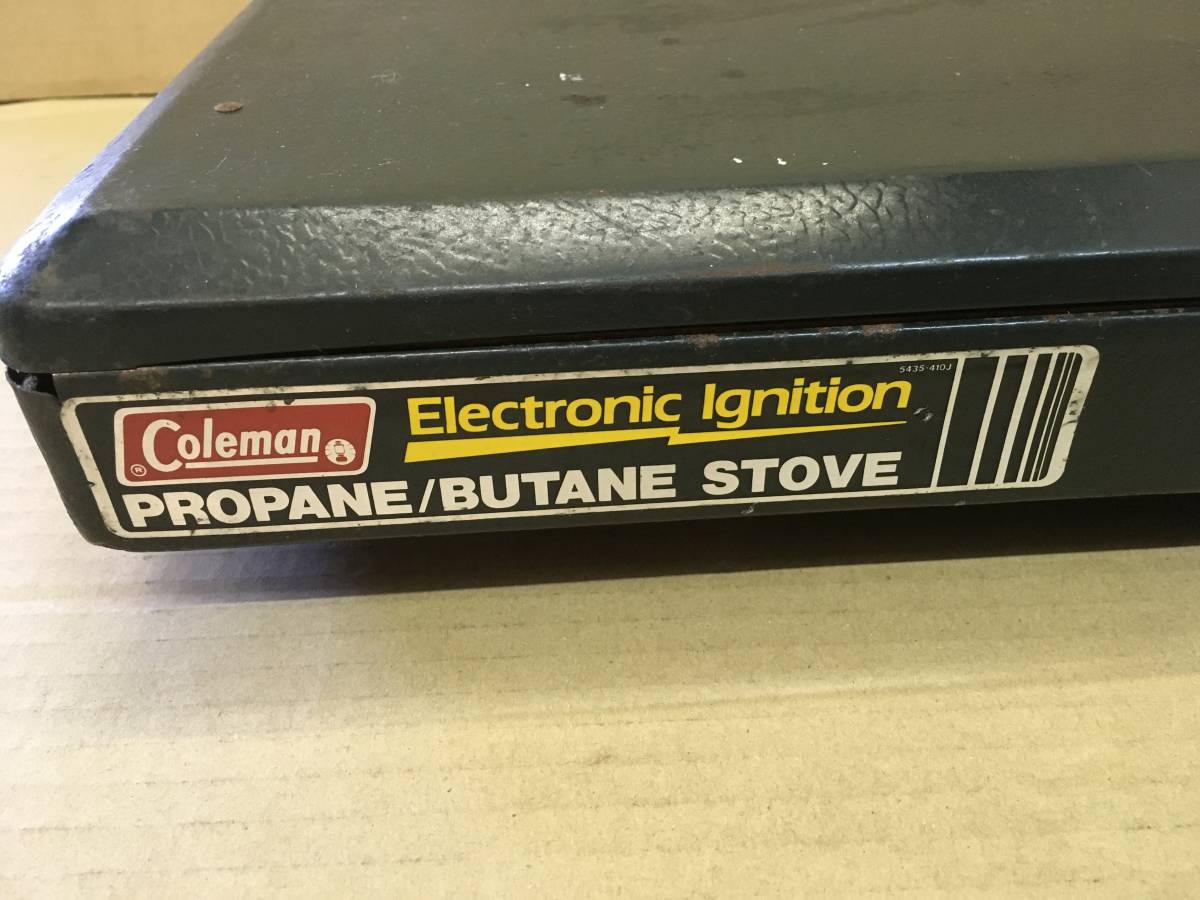 5435-410J
Coleman
®
Electronic Ignition
PROPANE/BUTANE STOVE